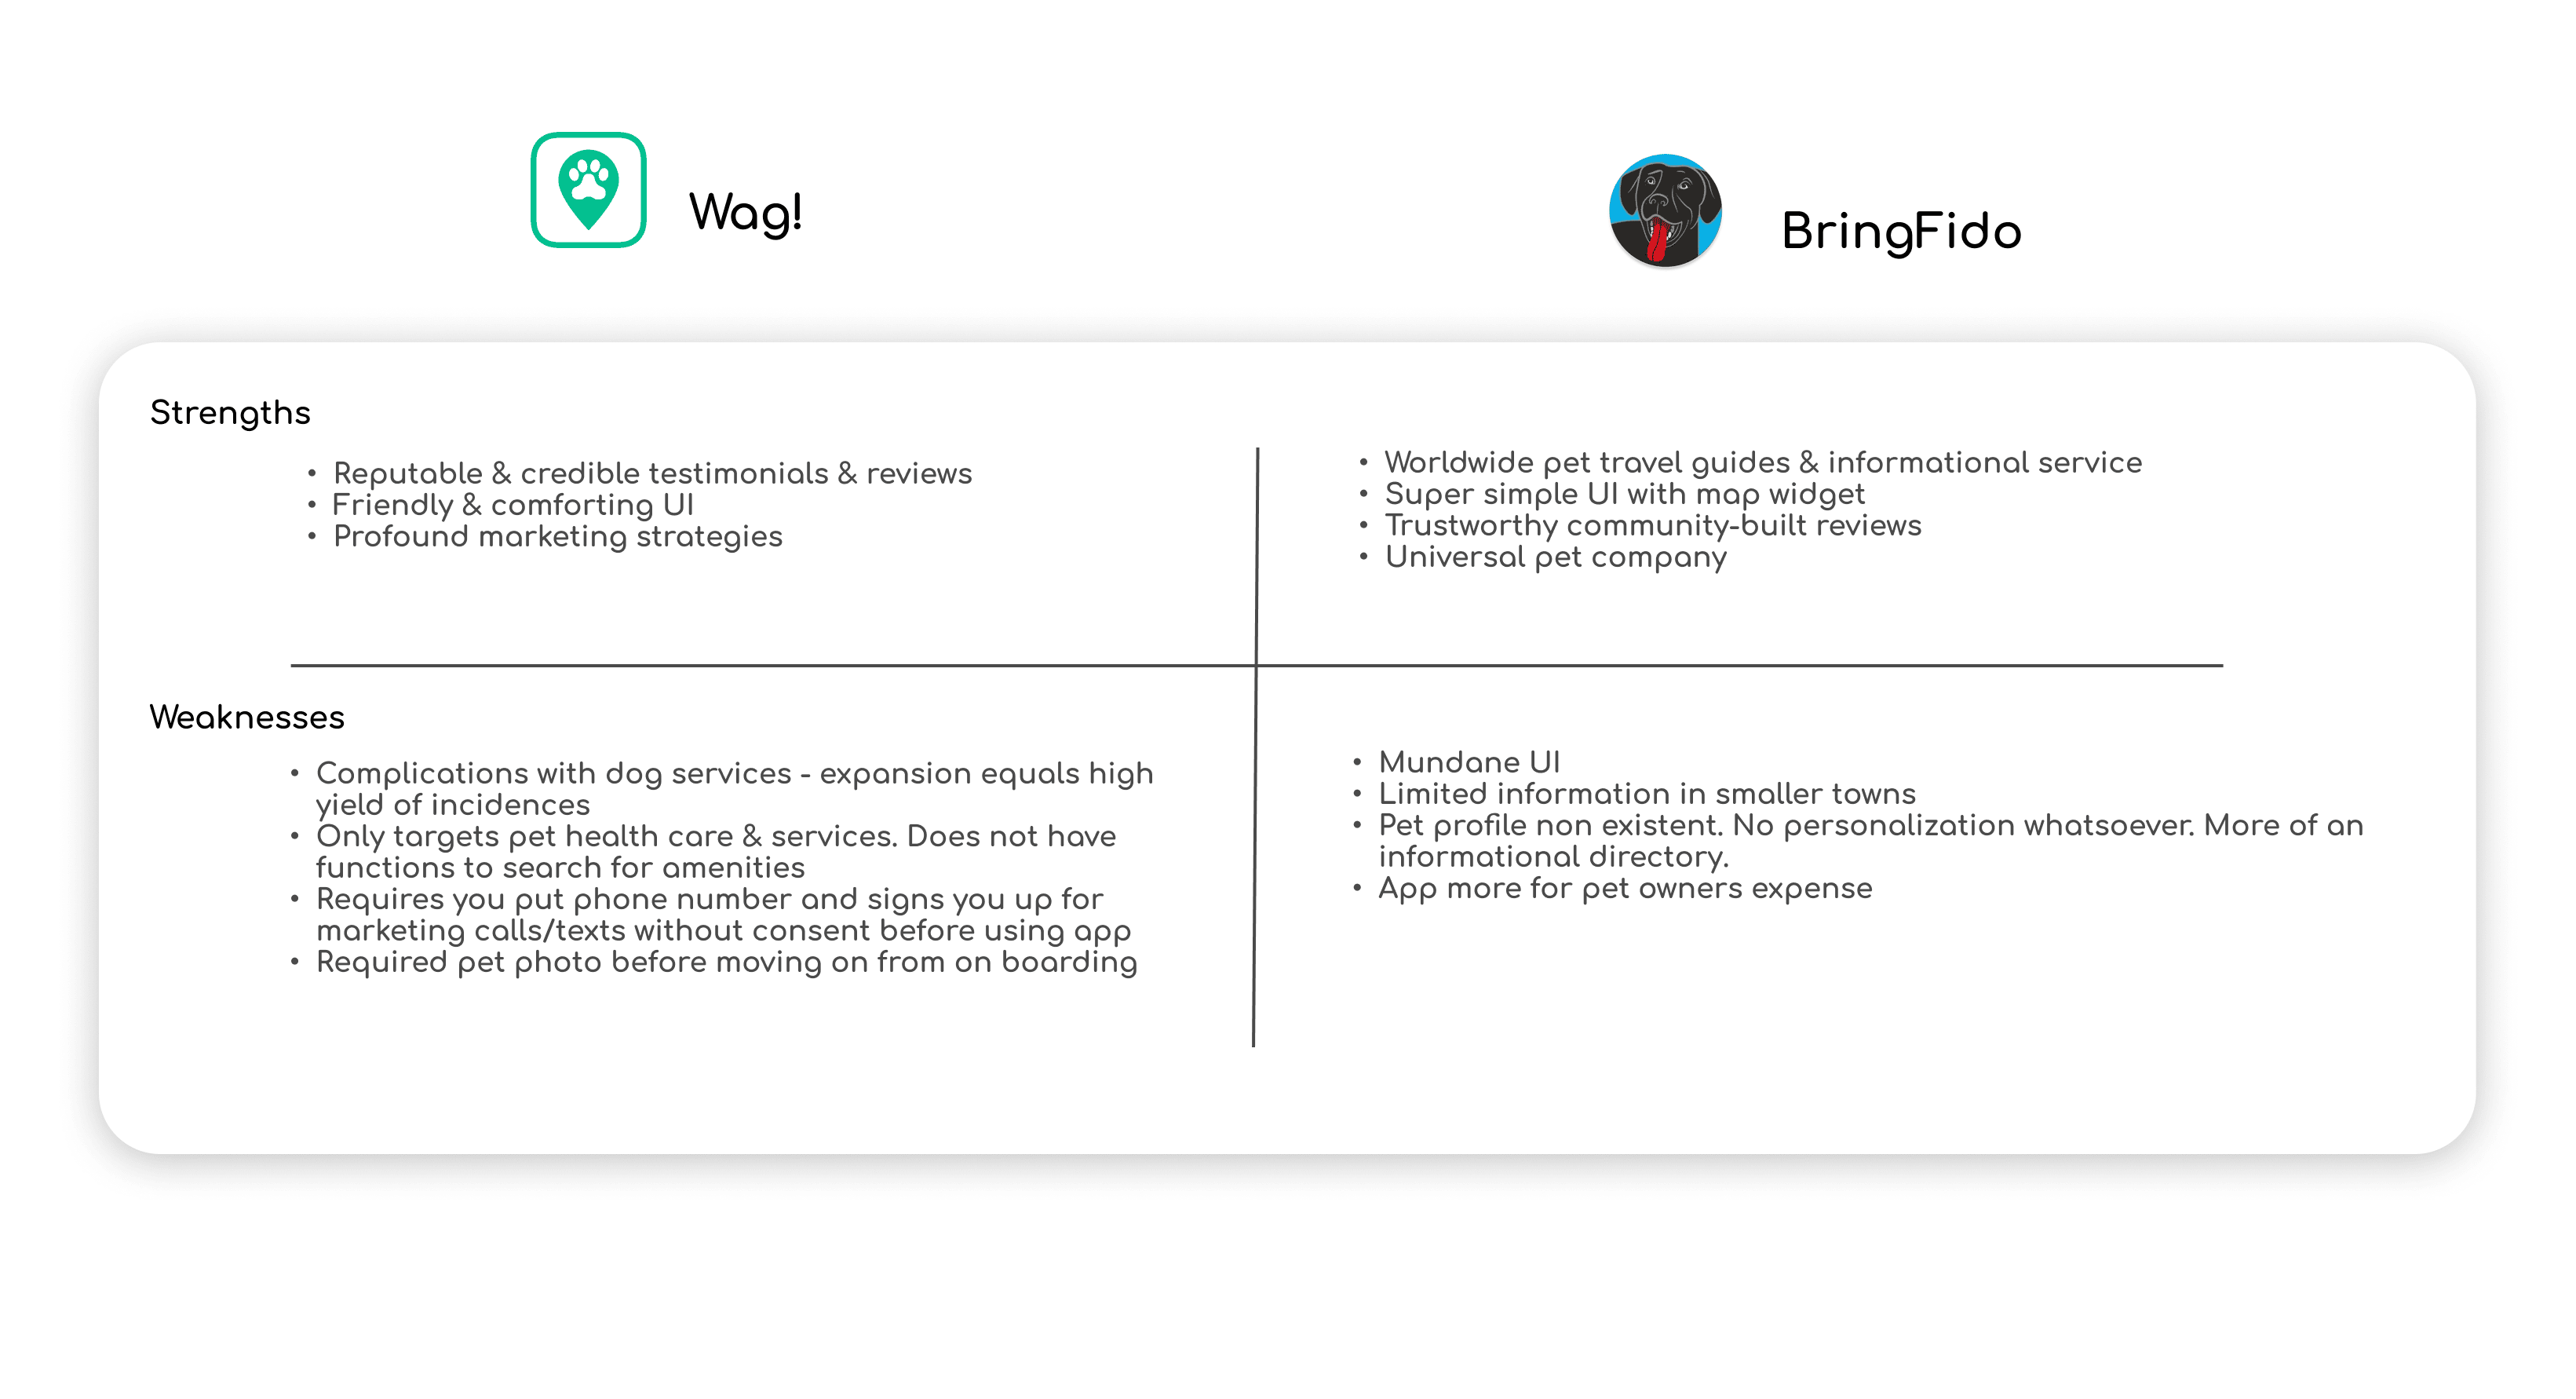 Wag!
BringFido
Strengths
• Reputable & credible testimonials & reviews
• Friendly & comforting UI
• Profound marketing strategies
• Worldwide pet travel guides & informational service
• Super simple UI with map widget
• Trustworthy community-built reviews
• Universal pet company
Weaknesses
• Complications with dog services - expansion equals high
yield of incidences
• Only targets pet health care & services. Does not have
functions to search for amenities
• Requires you put phone number and signs you up for
marketing calls/texts without consent before using app
• Required pet photo before moving on from on boarding
• Mundane UI
• Limited information in smaller towns
• Pet profile non existent. No personalization whatsoever. More of an
informational directory.
• App more for pet owners expense